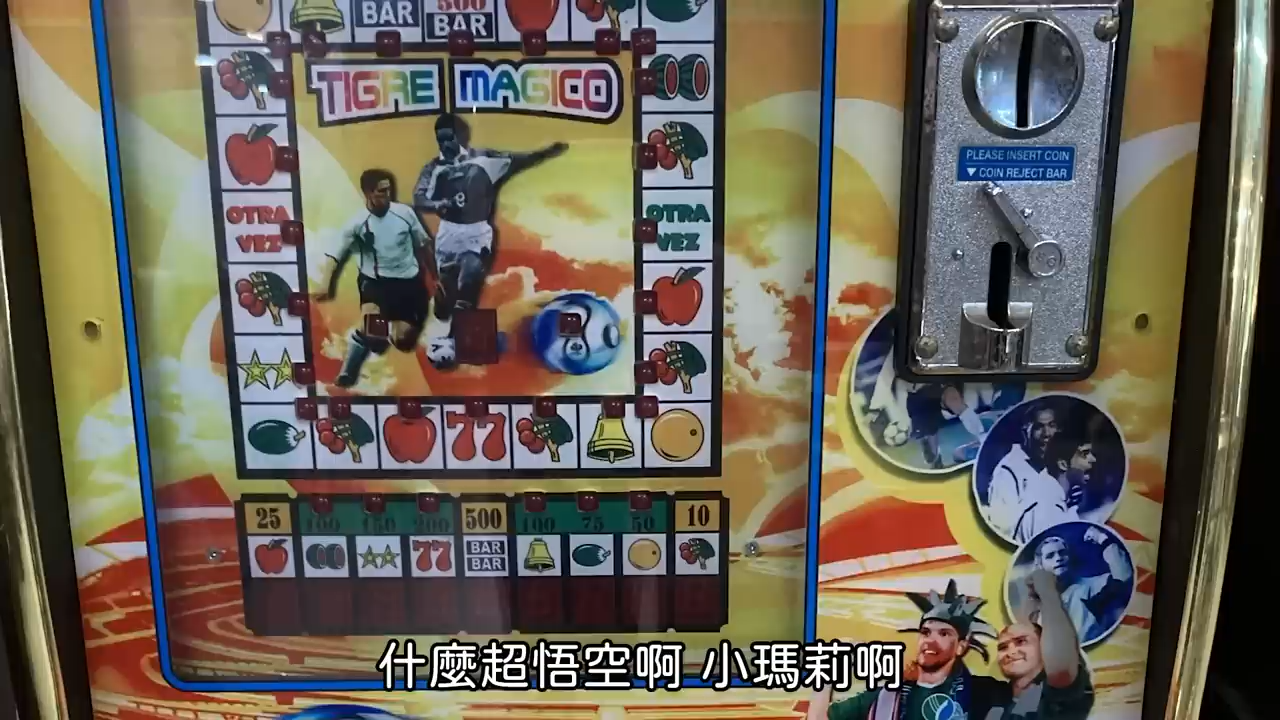 BAR
500
BAR
TIGRE MAGICO
PLEASE INSERT COIN
▼ COIN REJECT BAR
OTRA
VEZ
OTRA
VEZ
77
25 100 150 200 500 100 75 50 10
77 BAR
BAR
什麼超悟空啊 小瑪莉啊